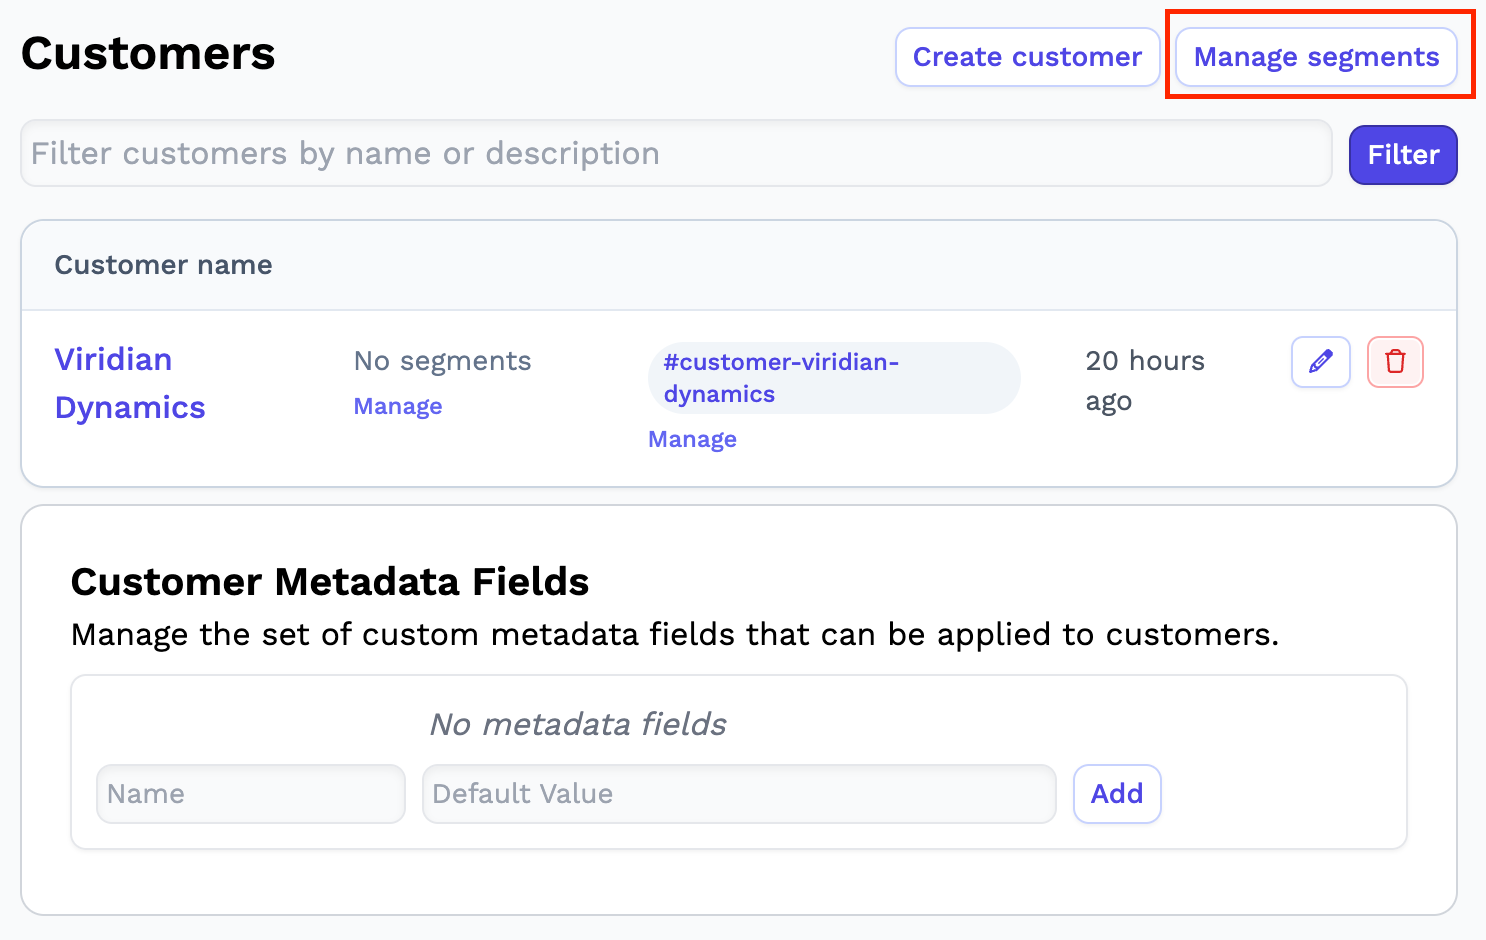 Customers
Create customer
Manage segments
Filter customers by name or description
Filter
Customer name
Viridian
Dynamics
No segments
Manage
#customer-viridian-
dynamics
Manage
20 hours
ago
Customer Metadata Fields
Manage the set of custom metadata fields that can be applied to customers.
No metadata fields
Name
Default Value
Add